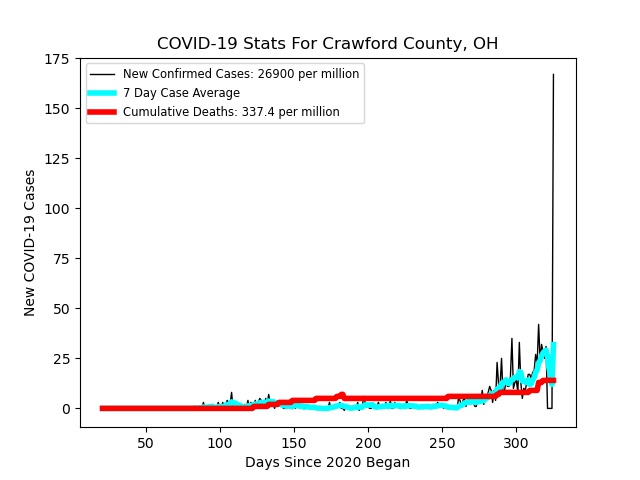 COVID-19 Stats For Crawford County, OH
New Confirmed Cases: 26900 per million
7 Day Case Average
Cumulative Deaths: 337.4 per million
New COVID-19 Cases
175
150
125
100
75
50
25
0
50 100 150 200 250 300
Days Since 2020 Began